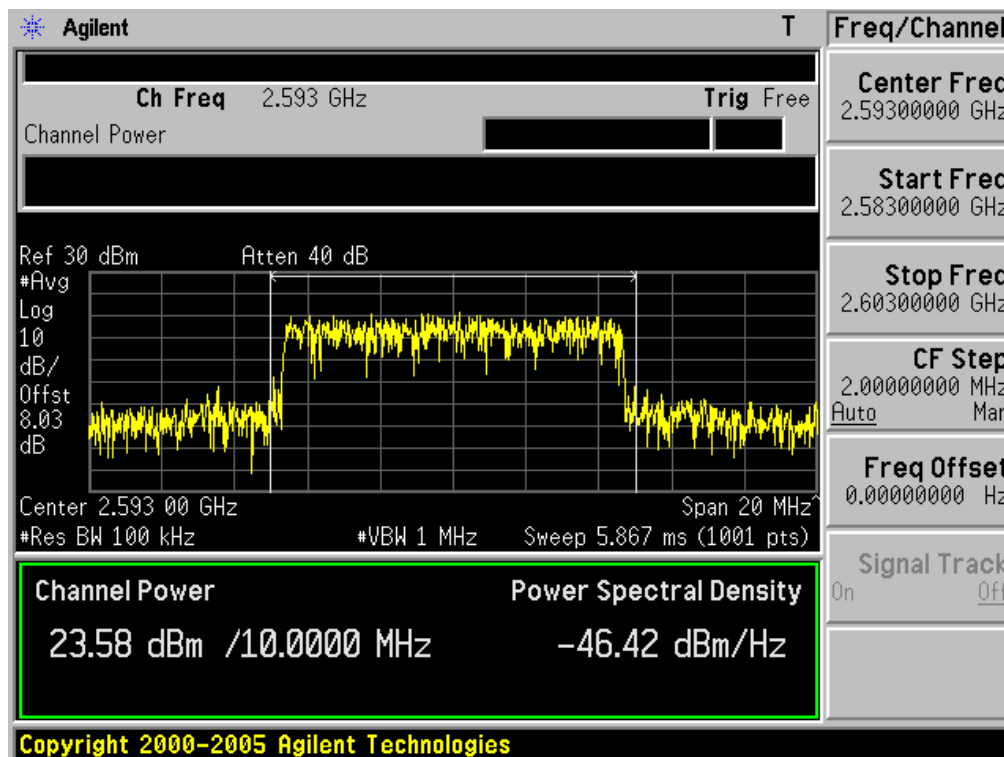 Agilent T Freq/Channel
Ch Freq 2.593 GHz Trig Free
Channel Power
Center Freq
2.59300000 GHz
Start Freq
2.58300000 GHz
Stop Freq
2.60300000 GHz
CF Step
2.00000000 MHz
Auto Man
Freq Offset
0.00000000 Hz
Signal Track
On Off
Ref 30 dBm Atten 40 dB
#Avg
Log
10
dB/
Offst
8.03
dB
Center 2.593 00 GHz Span 20 MHz^
#Res BW 100 kHz #VBW 1 MHz Sweep 5.867 ms (1001 pts)
Channel Power Power Spectral Density
23.58 dBm /10.0000 MHz -46.42 dBm/Hz
Copyright 2000-2005 Agilent Technologies